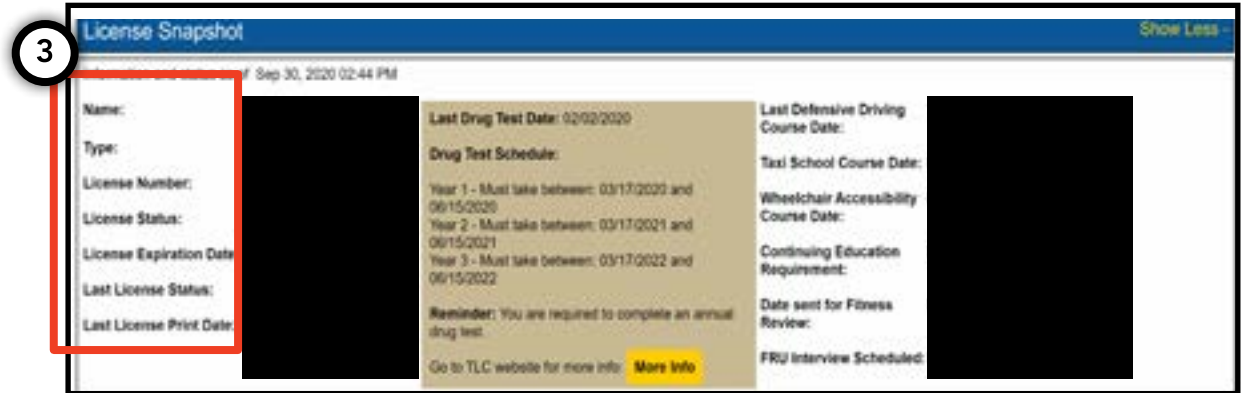 License Snapshot
Show Less -
3
Information and status as of Sep 30, 2020 02:44 PM
Name:
Type:
License Number:
License Status:
License Expiration Date
Last License Status:
Last License Print Date:
Last Drug Test Date: 02/02/2020
Drug Test Schedule:
Year 1 - Must take between: 03/17/2020 and
06/15/2020
Year 2 - Must take between: 03/17/2021 and
06/15/2021
Year 3 - Must take between: 03/17/2022 and
06/15/2022
Reminder: You are required to complete an annual
drug test
Go to TLC website for more info: More Info
Last Defensive Driving
Course Date:
Taxi School Course Date:
Wheelchair Accessibility
Course Date:
Continuing Education
Requirement:
Date sent for Fitness
Review:
FRU Interview Scheduled: